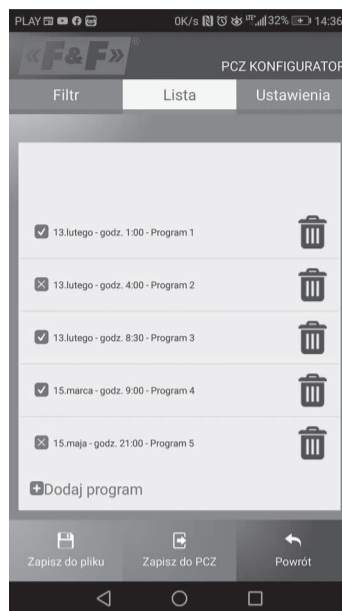 PLAY 0K/s LTE 32% 14:36
«F&F»®
PCZ KONFIGURATOR
Filtr Lista Ustawienia
13.lutego - godz. 1:00 - Program 1
13.lutego - godz. 4:00 - Program 2
13.lutego - godz. 8:30 - Program 3
15.marca - godz. 9:00 - Program 4
15.maja - godz. 21:00 - Program 5
Dodaj program
Zapisz do pliku Zapisz do PCZ Powrót